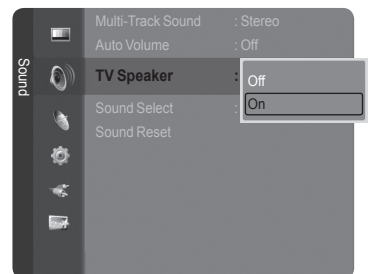 Sound
Multi-Track Sound : Stereo
Auto Volume : Off
TV Speaker :
Off
On
Sound Select :
Sound Reset